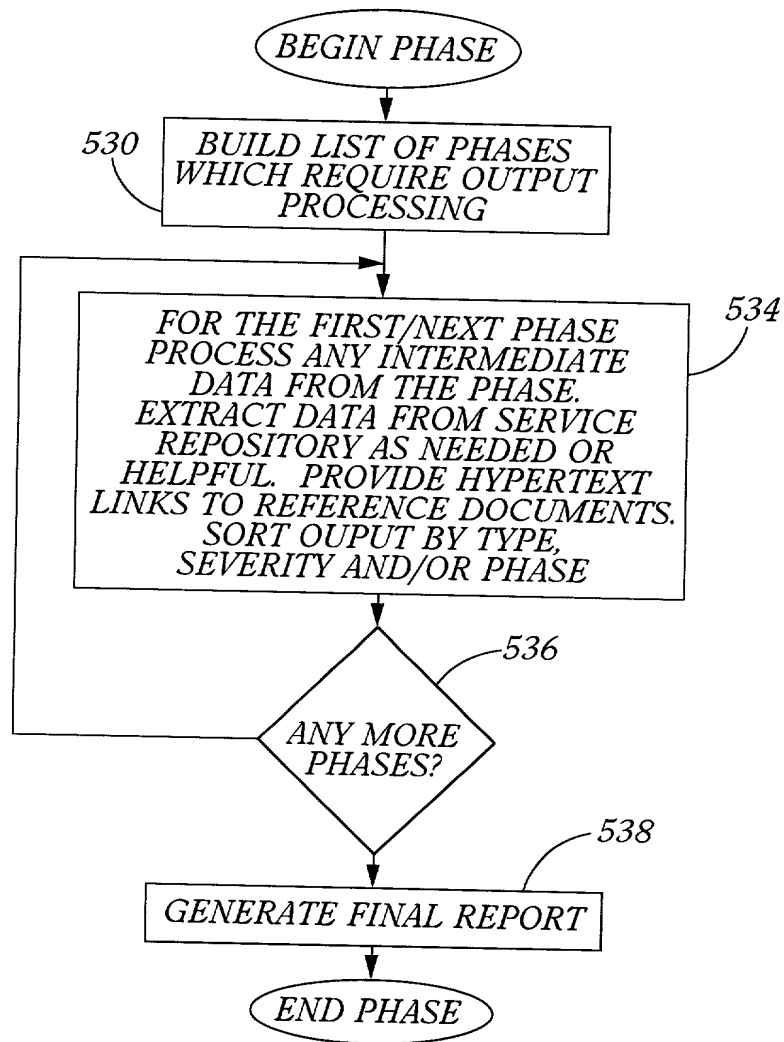 BEGIN PHASE
530
BUILD LIST OF PHASES
WHICH REQUIRE OUTPUT
PROCESSING
534
FOR THE FIRST/NEXT PHASE
PROCESS ANY INTERMEDIATE
DATA FROM THE PHASE.
EXTRACT DATA FROM SERVICE
REPOSITORY AS NEEDED OR
HELPFUL. PROVIDE HYPERTEXT
LINKS TO REFERENCE DOCUMENTS.
SORT OUPUT BY TYPE,
SEVERITY AND/OR PHASE
536
ANY MORE
PHASES?
538
GENERATE FINAL REPORT
END PHASE